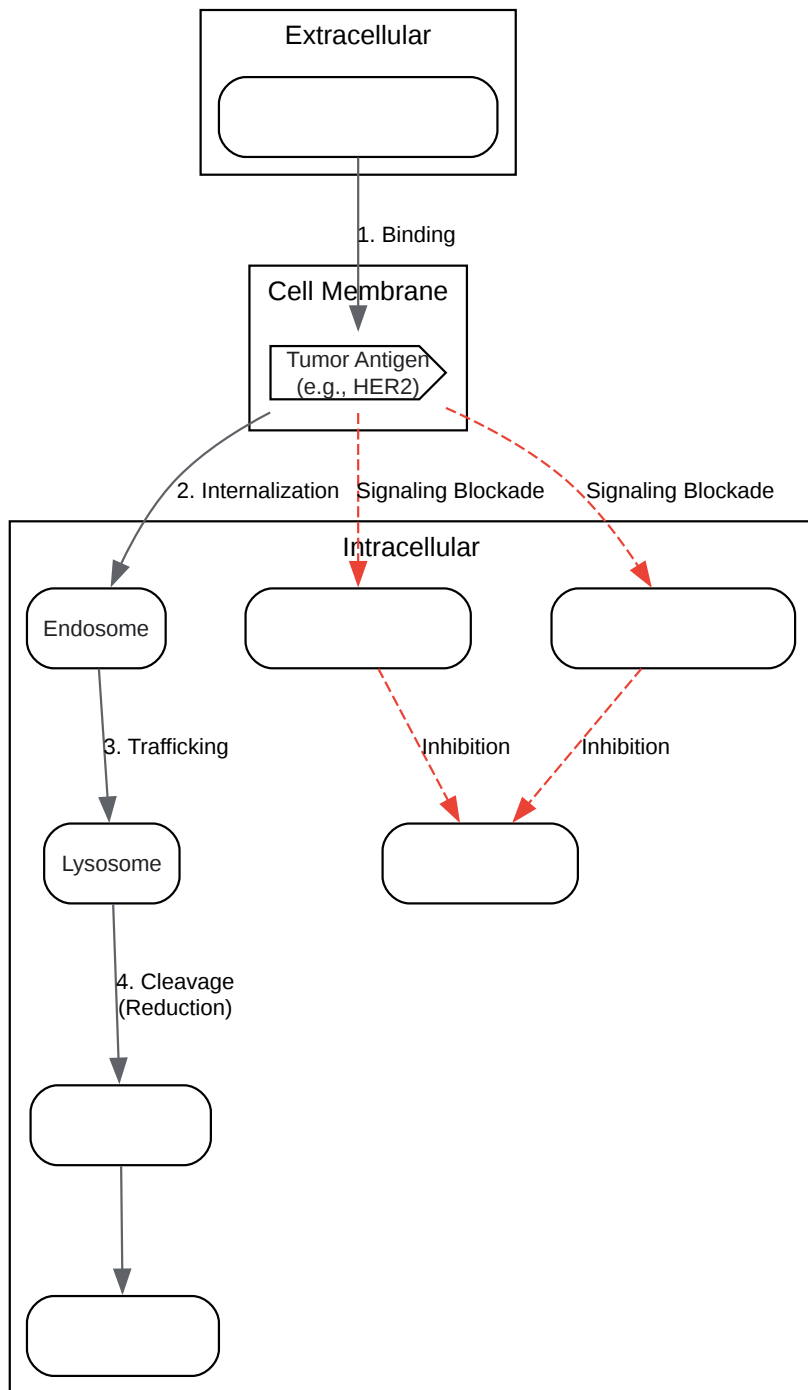 Extracellular
1. Binding
Cell Membrane
Tumor Antigen
(e.g., HER2)
2. Internalization
Signaling Blockade
Signaling Blockade
Intracellular
Endosome
3. Trafficking
Inhibition
Inhibition
Lysosome
4. Cleavage
(Reduction)